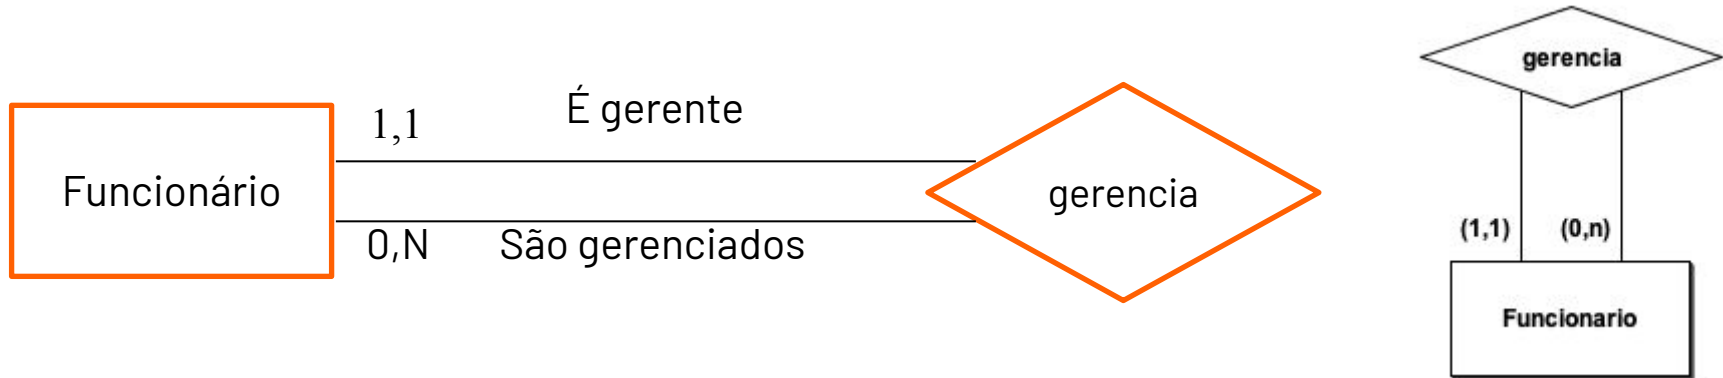 Funcionário
1,1
É gerente
0,N
São gerenciados
gerencia
gerencia
(1,1)
(0,n)
Funcionario